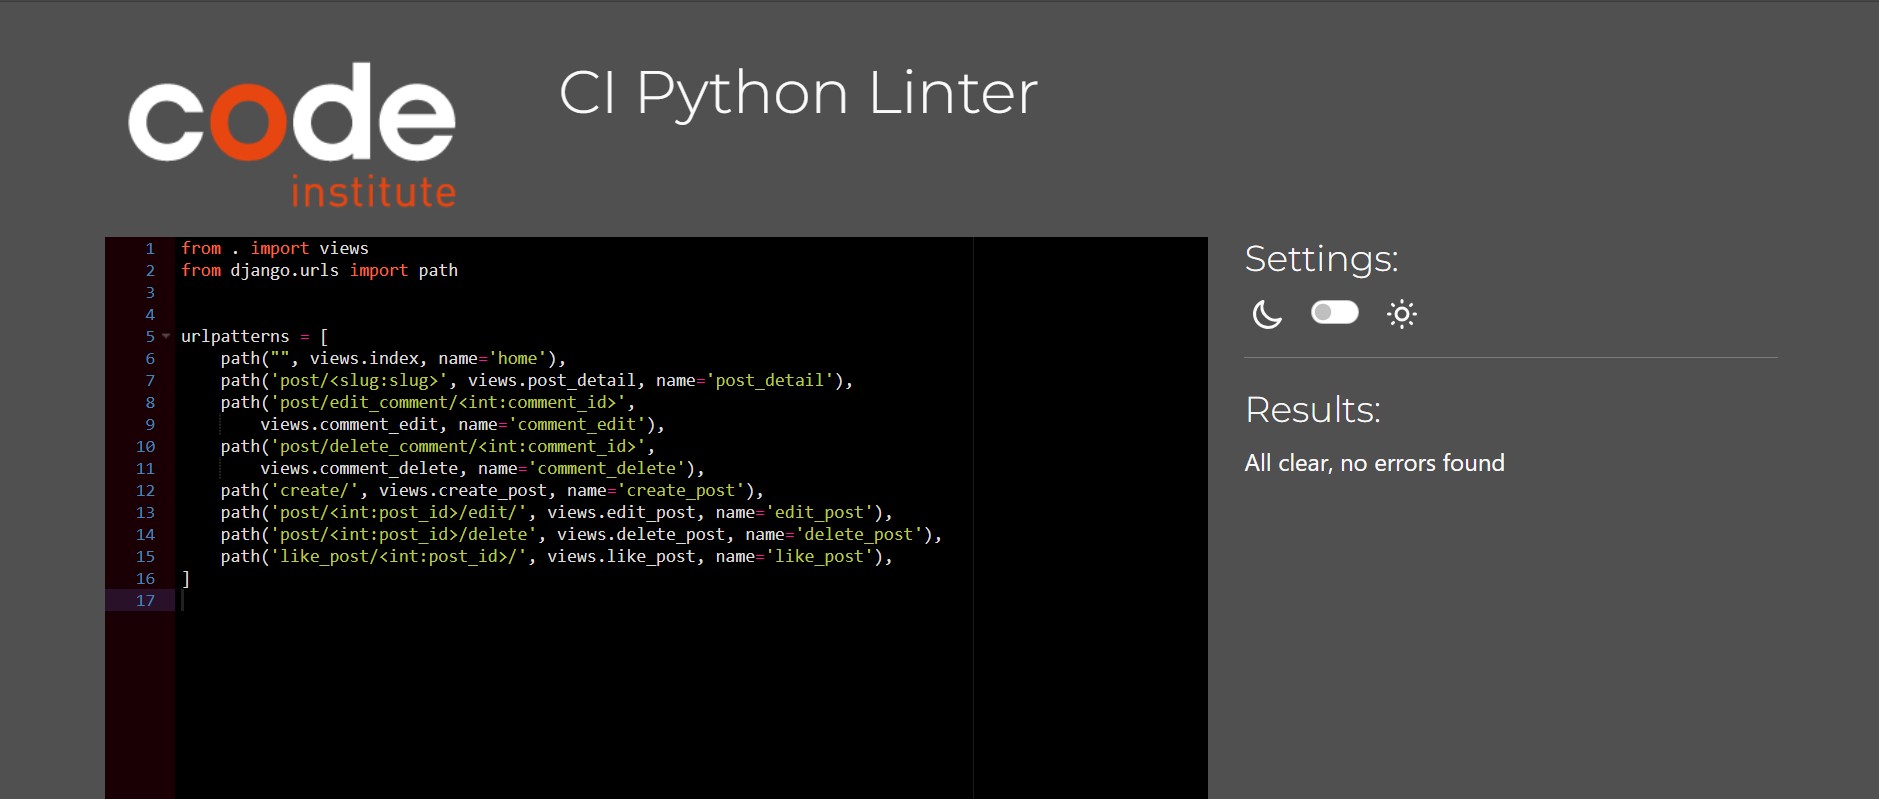 code
institute
CI Python Linter
1 from . import views
2 from django.urls import path
3
4
5 urlpatterns = [
6     path("", views.index, name='home'),
7     path('post/<slug:slug>', views.post_detail, name='post_detail'),
8     path('post/edit_comment/<int:comment_id>',
9         views.comment_edit, name='comment_edit'),
10     path('post/delete_comment/<int:comment_id>',
11         views.comment_delete, name='comment_delete'),
12     path('create/', views.create_post, name='create_post'),
13     path('post/<int:post_id>/edit/', views.edit_post, name='edit_post'),
14     path('post/<int:post_id>/delete', views.delete_post, name='delete_post'),
15     path('like_post/<int:post_id>/', views.like_post, name='like_post'),
16 ]
17
Settings:
Results:
All clear, no errors found